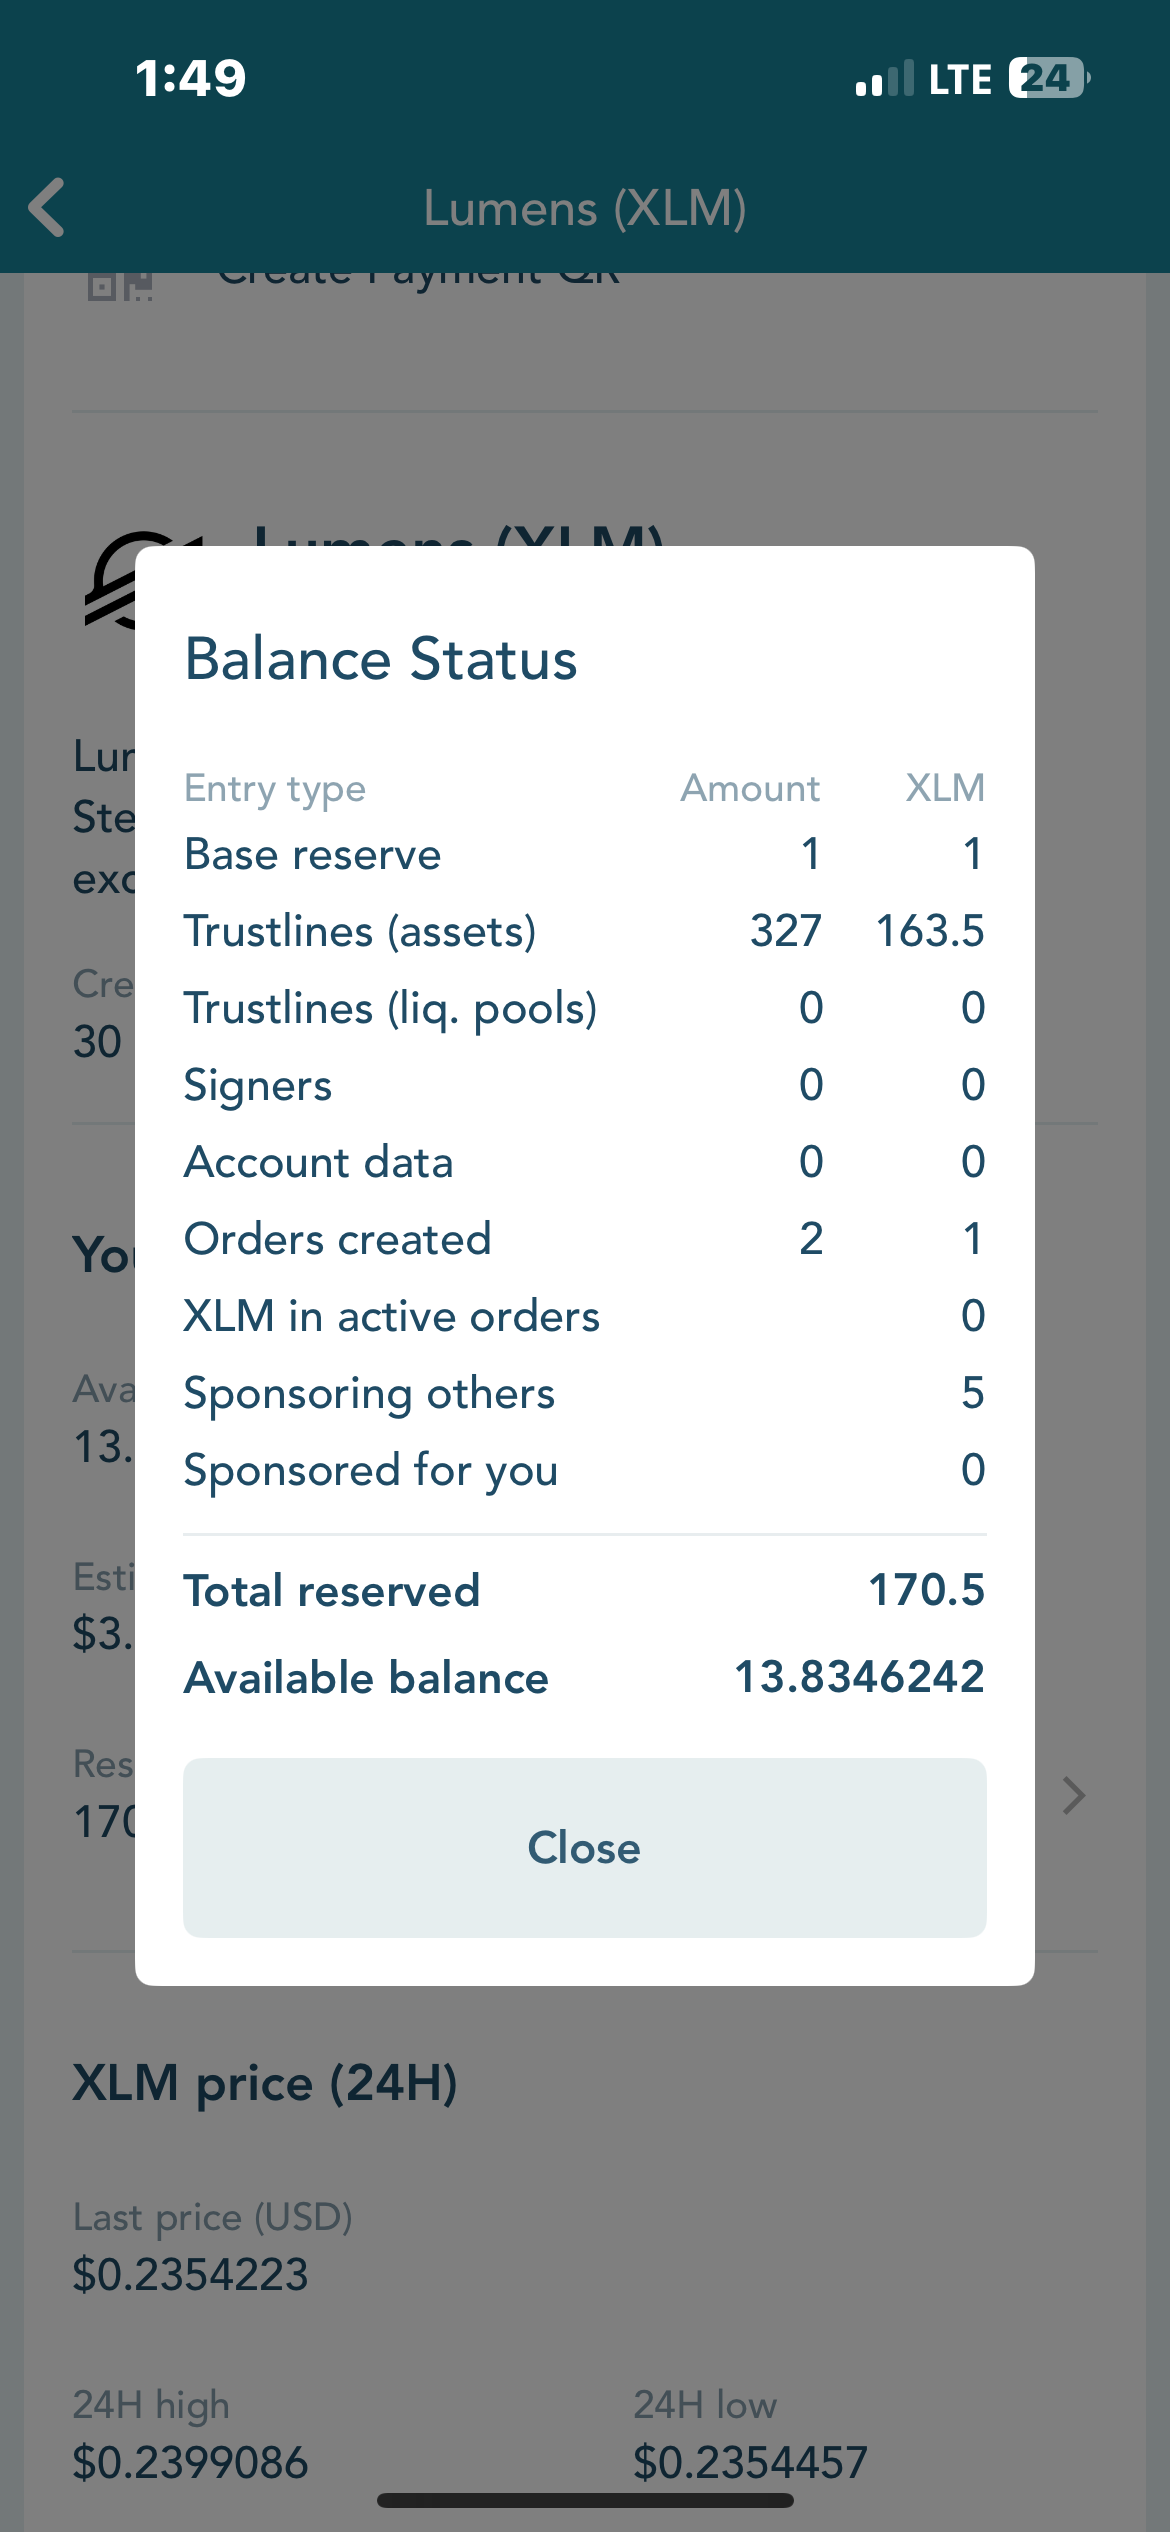 1:49
LTE 24
Lumens (XLM)
Create Payment QR
Lumens (XLM)
Balance Status
Entry type Amount XLM
Base reserve 1 1
Trustlines (assets) 327 163.5
Trustlines (liq. pools) 0 0
Signers 0 0
Account data 0 0
Orders created 2 1
XLM in active orders 0
Sponsoring others 5
Sponsored for you 0
Total reserved 170.5
Available balance 13.8346242
Close
Lur
Ste
exc
Cre
30
You
Ava
13.
Esti
$3.
Res
170
XLM price (24H)
Last price (USD)
$0.2354223
24H high 24H low
$0.2399086 $0.2354457